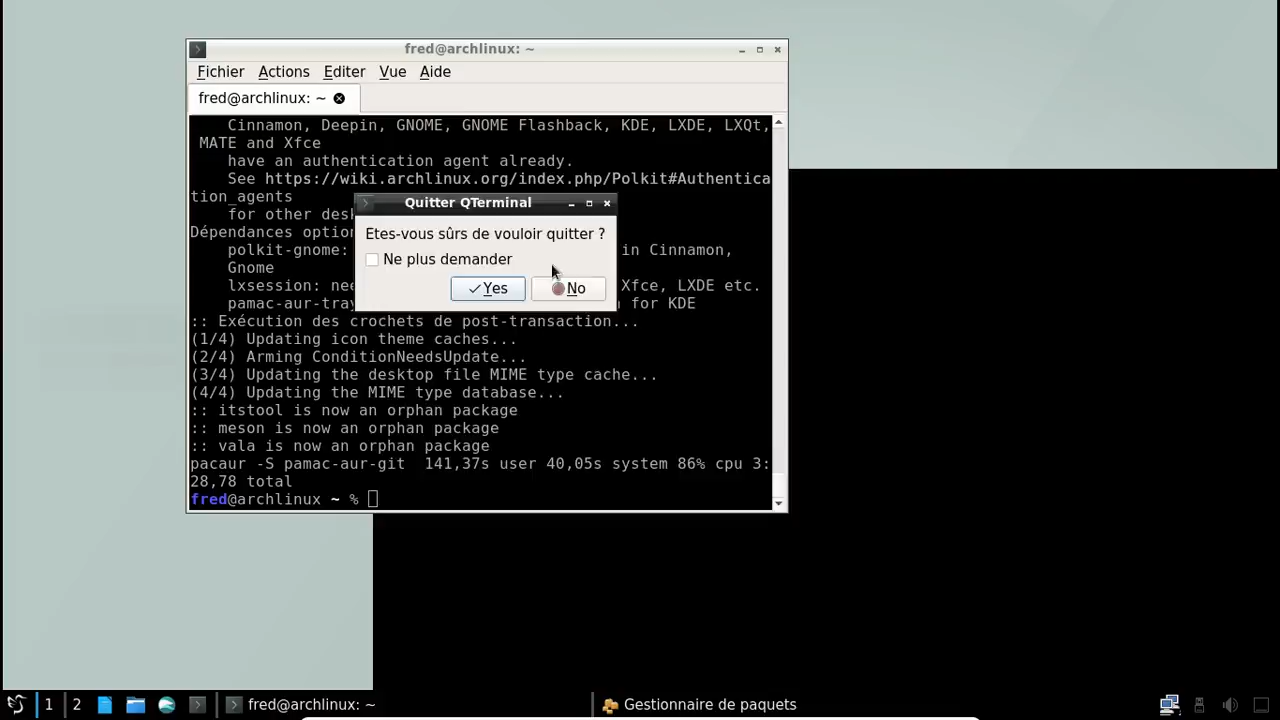 fred@archlinux: ~
Fichier Actions Editer Vue Aide
fred@archlinux: ~
Cinnamon, Deepin, GNOME, GNOME Flashback, KDE, LXDE, LXQt,
MATE and Xfce
have an authentication agent already.
See https://wiki.archlinux.org/index.php/Polkit#Authentica
tion_agents
for other des
Dépendances option
polkit-gnome: in Cinnamon,
Gnome
lxsession: nee Xfce, LXDE etc.
pamac-aur-tray for KDE
Quitter QTerminal
Etes-vous sûrs de vouloir quitter ?
Ne plus demander
Yes No
:: Exécution des crochets de post-transaction...
(1/4) Updating icon theme caches...
(2/4) Arming ConditionNeedsUpdate...
(3/4) Updating the desktop file MIME type cache...
(4/4) Updating the MIME type database...
:: itstool is now an orphan package
:: meson is now an orphan package
:: vala is now an orphan package
pacaur -S pamac-aur-git 141,37s user 40,05s system 86% cpu 3:
28,78 total
fred@archlinux ~ %
1 2 fred@archlinux: ~ Gestionnaire de paquets